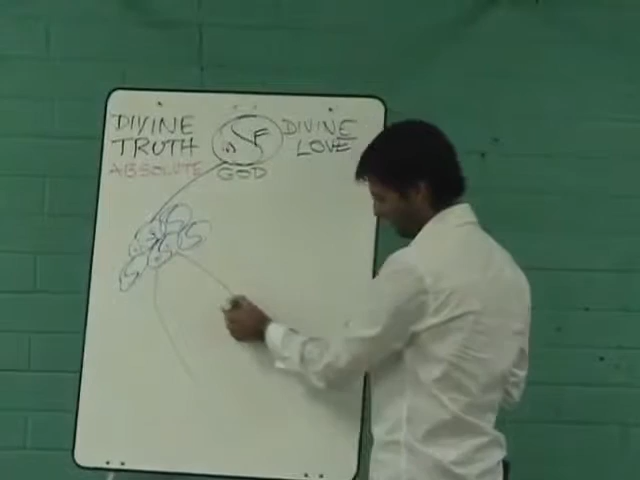 DIVINE
TRUTH
ABSOLUTE
GOD
DIVINE
LOVE
S
S
S
S